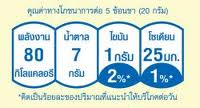 คุณค่าทางโภชนาการต่อ 5 ช้อนชา (20 กรัม)
พลังงาน น้ำตาล ไขมัน โซเดียม
80 7 1กรัม 25มก.
กิโลแคลอรี กรัม 2%* 1%*
*คิดเป็นร้อยละของปริมาณที่แนะนำให้บริโภคต่อวัน